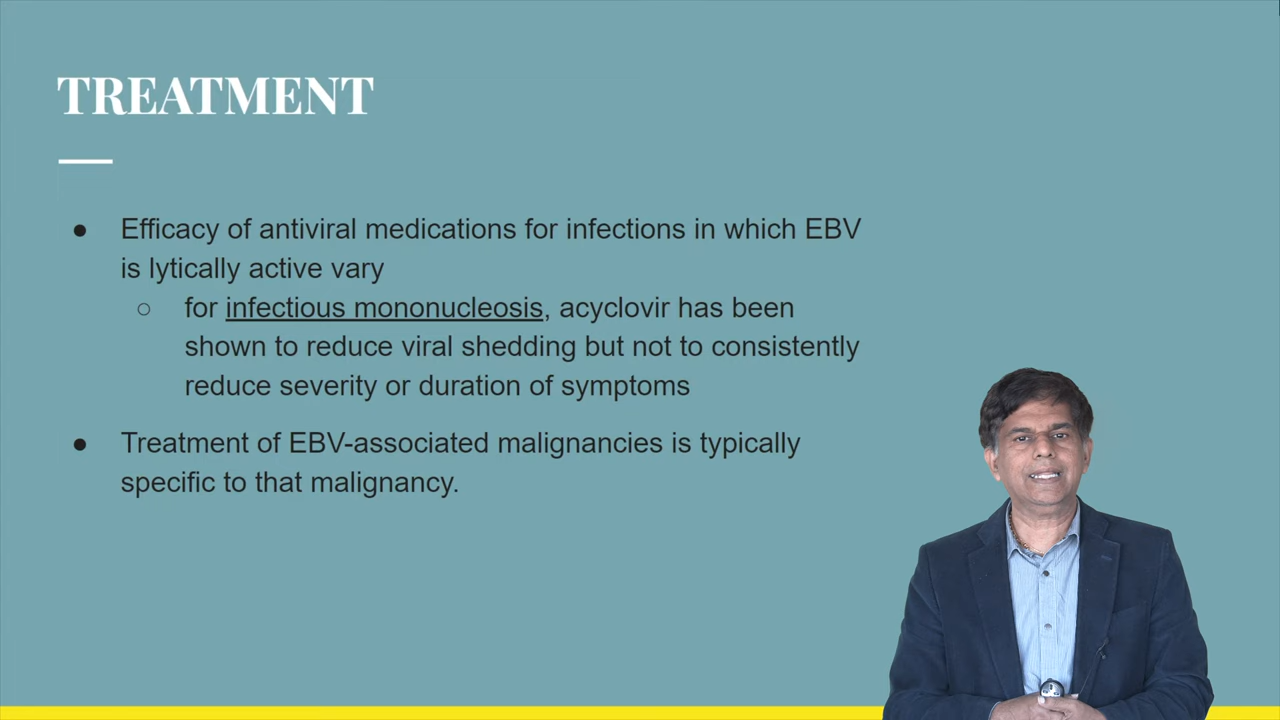 TREATMENT
● Efficacy of antiviral medications for infections in which EBV
is lytically active vary
○ for infectious mononucleosis, acyclovir has been
shown to reduce viral shedding but not to consistently
reduce severity or duration of symptoms
● Treatment of EBV-associated malignancies is typically
specific to that malignancy.